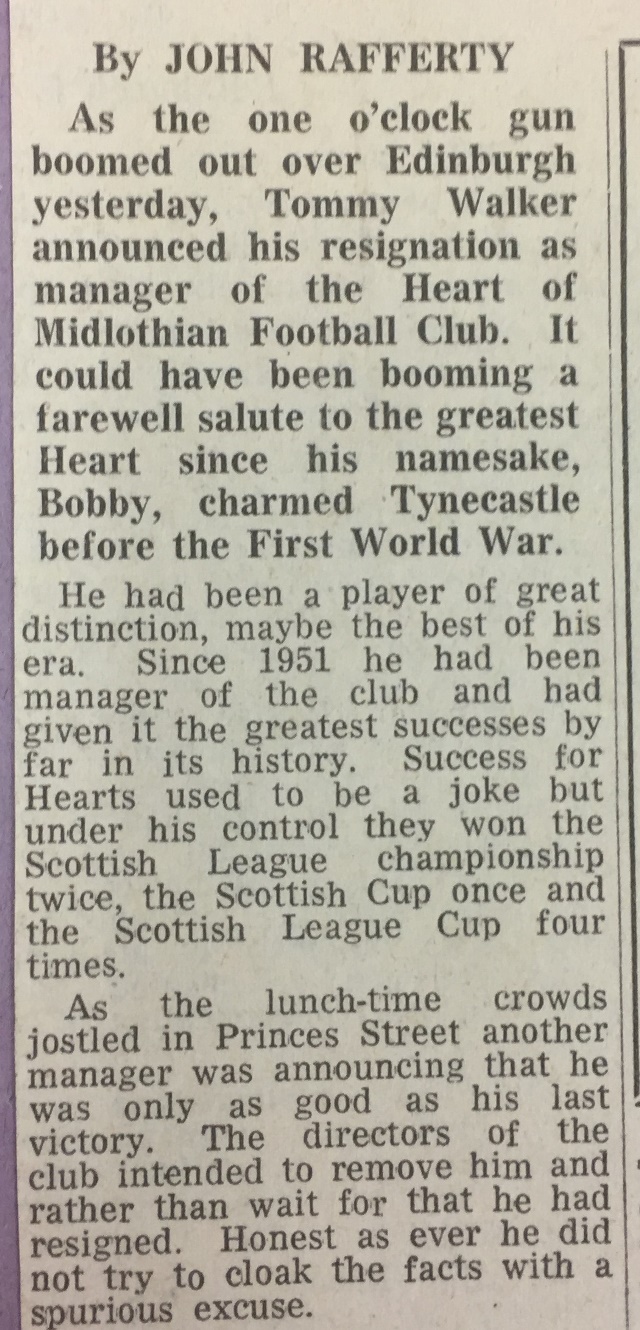 By JOHN RAFFERTY
As the one o'clock gun
boomed out over Edinburgh
yesterday, Tommy Walker
announced his resignation as
manager of the Heart of
Midlothian Football Club. It
could have been booming a
farewell salute to the greatest
Heart since his namesake,
Bobby, charmed Tynecastle
before the First World War.
He had been a player of great
distinction, maybe the best of his
era. Since 1951 he had been
manager of the club and had
given it the greatest successes by
far in its history. Success for
Hearts used to be a joke but
under his control they won the
Scottish League championship
twice, the Scottish Cup once and
the Scottish League Cup four
times.
As the lunch-time crowds
jostled in Princes Street another
manager was announcing that he
was only as good as his last
victory. The directors of the
club intended to remove him and
rather than wait for that he had
resigned. Honest as ever he did
not try to cloak the facts with a
spurious excuse.